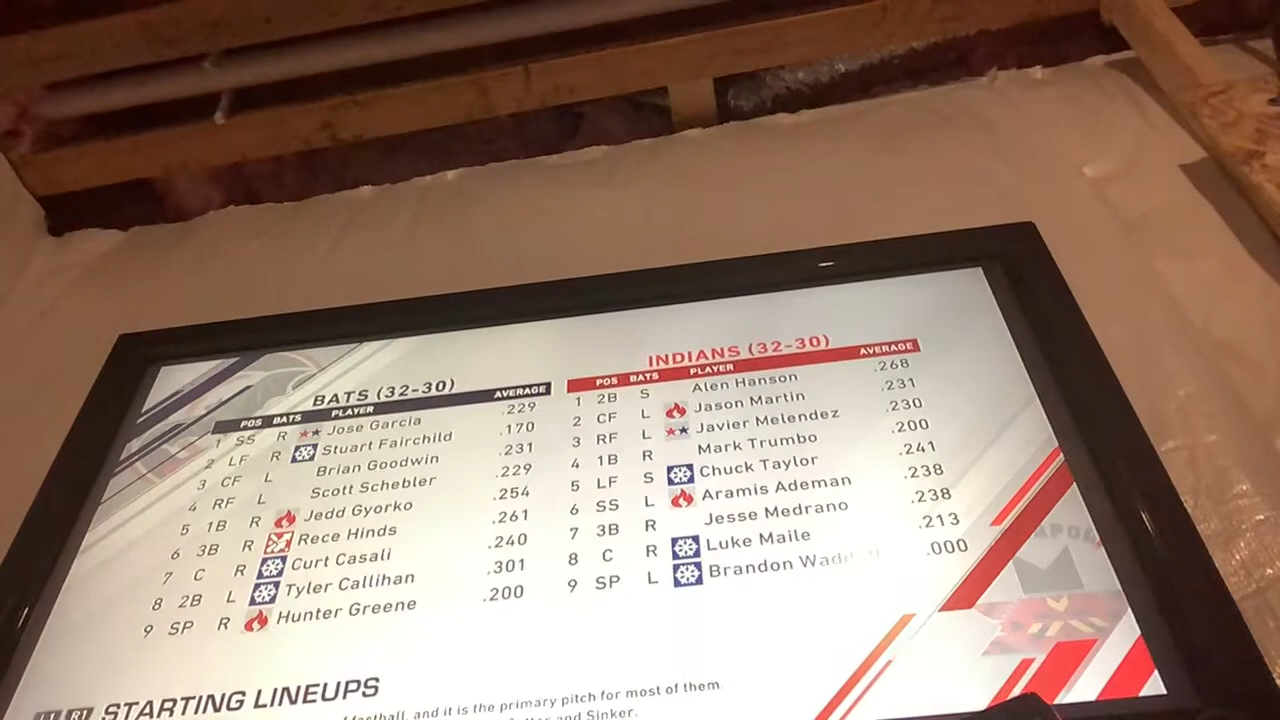 BATS (32-30)
POS BATS PLAYER AVERAGE
1 SS R Jose Garcia .229
2 LF R Stuart Fairchild .170
3 CF L Brian Goodwin .231
4 RF L Scott Schebler .229
5 1B R Jedd Gyorko .254
6 3B R Rece Hinds .261
7 C R Curt Casali .240
8 2B L Tyler Callihan .301
9 SP R Hunter Greene .200
INDIANS (32-30)
POS BATS PLAYER AVERAGE
1 2B S Alen Hanson .268
2 CF L Jason Martin .231
3 RF L Javier Melendez .230
4 1B R Mark Trumbo .200
5 LF S Chuck Taylor .241
6 SS L Aramis Ademan .238
7 3B R Jesse Medrano .238
8 C R Luke Maile .213
9 SP L Brandon .000
L1 R1 STARTING LINEUPS
fastball, and it is the primary pitch for most of them.
and Sinker.